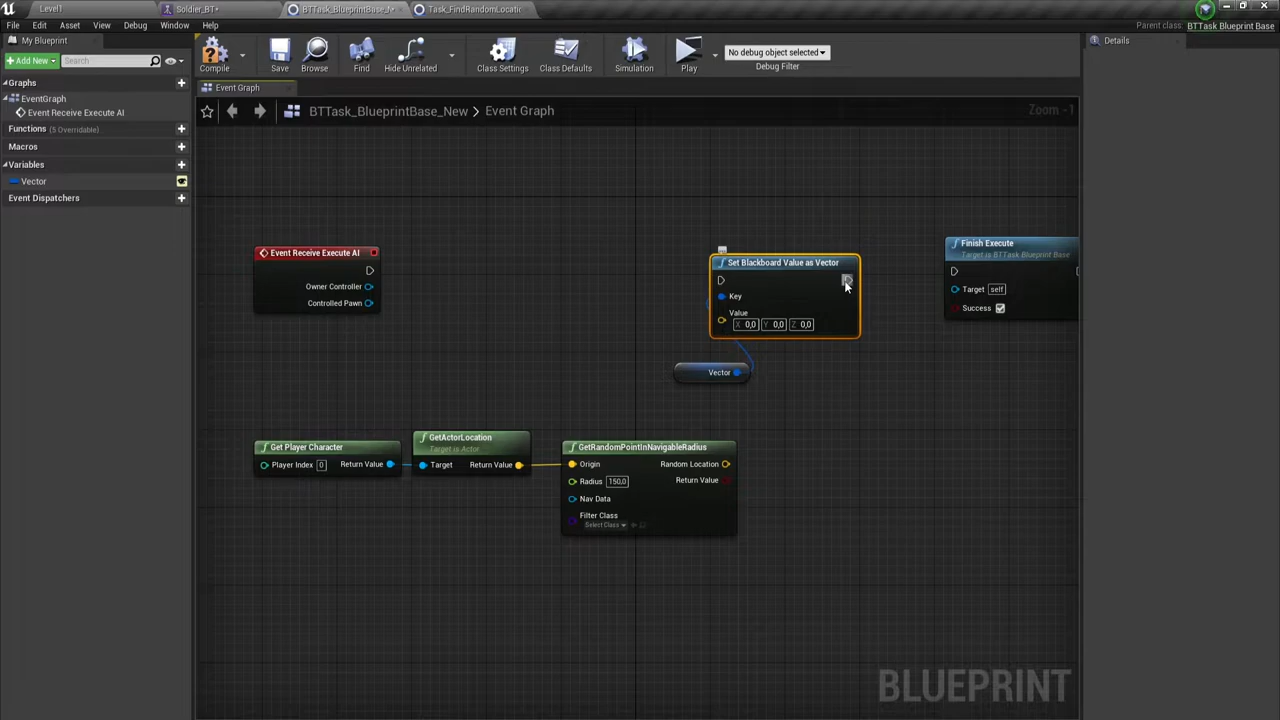 Level1
Soldier_BT*
BTTask_BlueprintBase_N*
Task_FindRandomLocatic
File Edit Asset View Debug Window Help
Parent class: BTTask Blueprint Base
My Blueprint
Details
+ Add New
Search
Compile
Save
Browse
Find
Hide Unrelated
Class Settings
Class Defaults
Simulation
Play
No debug object selected
Debug Filter
Graphs
EventGraph
Event Receive Execute AI
Functions (5 Overridable)
Macros
Variables
Vector
Event Dispatchers
Event Graph
BTTask_BlueprintBase_New > Event Graph
Zoom -1
Event Receive Execute AI
Owner Controller
Controlled Pawn
Set Blackboard Value as Vector
Key
Value
X 0,0 Y 0,0 Z 0,0
Vector
Finish Execute
Target is BTTask Blueprint Base
Target self
Success
Get Player Character
Player Index 0 Return Value
GetActorLocation
Target is Actor
Target Return Value
GetRandomPointInNavigableRadius
Origin Random Location
Radius 150,0 Return Value
Nav Data
Filter Class
Select Class
BLUEPRINT